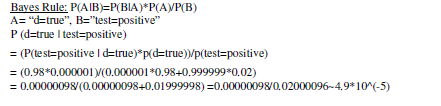 Bayes Rule: P(A|B)=P(B|A)*P(A)/P(B)
A= “d=true”, B=”test=positive”
P (d=true | test=positive)
= (P(test=positive | d=true)*p(d=true))/p(test=positive)
= (0.98*0.000001)/(0.000001*0.98+0.999999*0.02)
= 0.00000098/(0.00000098+0.01999998) =0.00000098/0.02000096~4.9*10^(-5)